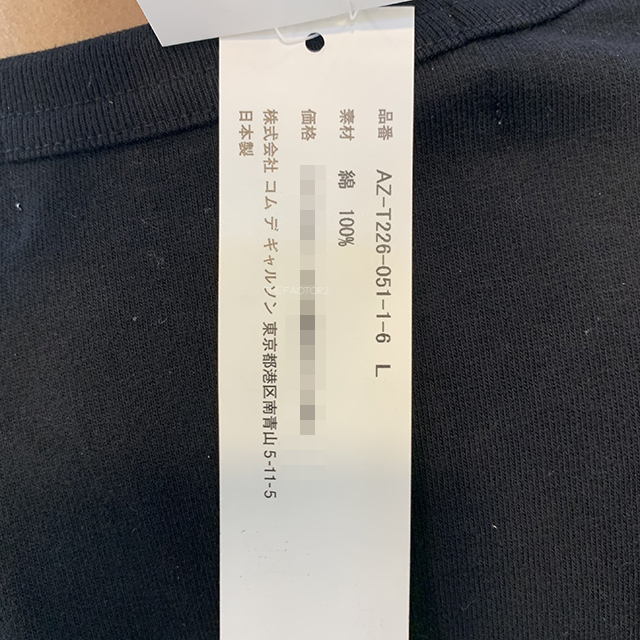 品番 AZ-T226-051-1-6 L
素材 綿 100%
価格
株式会社 コム デ ギャルソン 東京都港区南青山 5-11-5
日本製